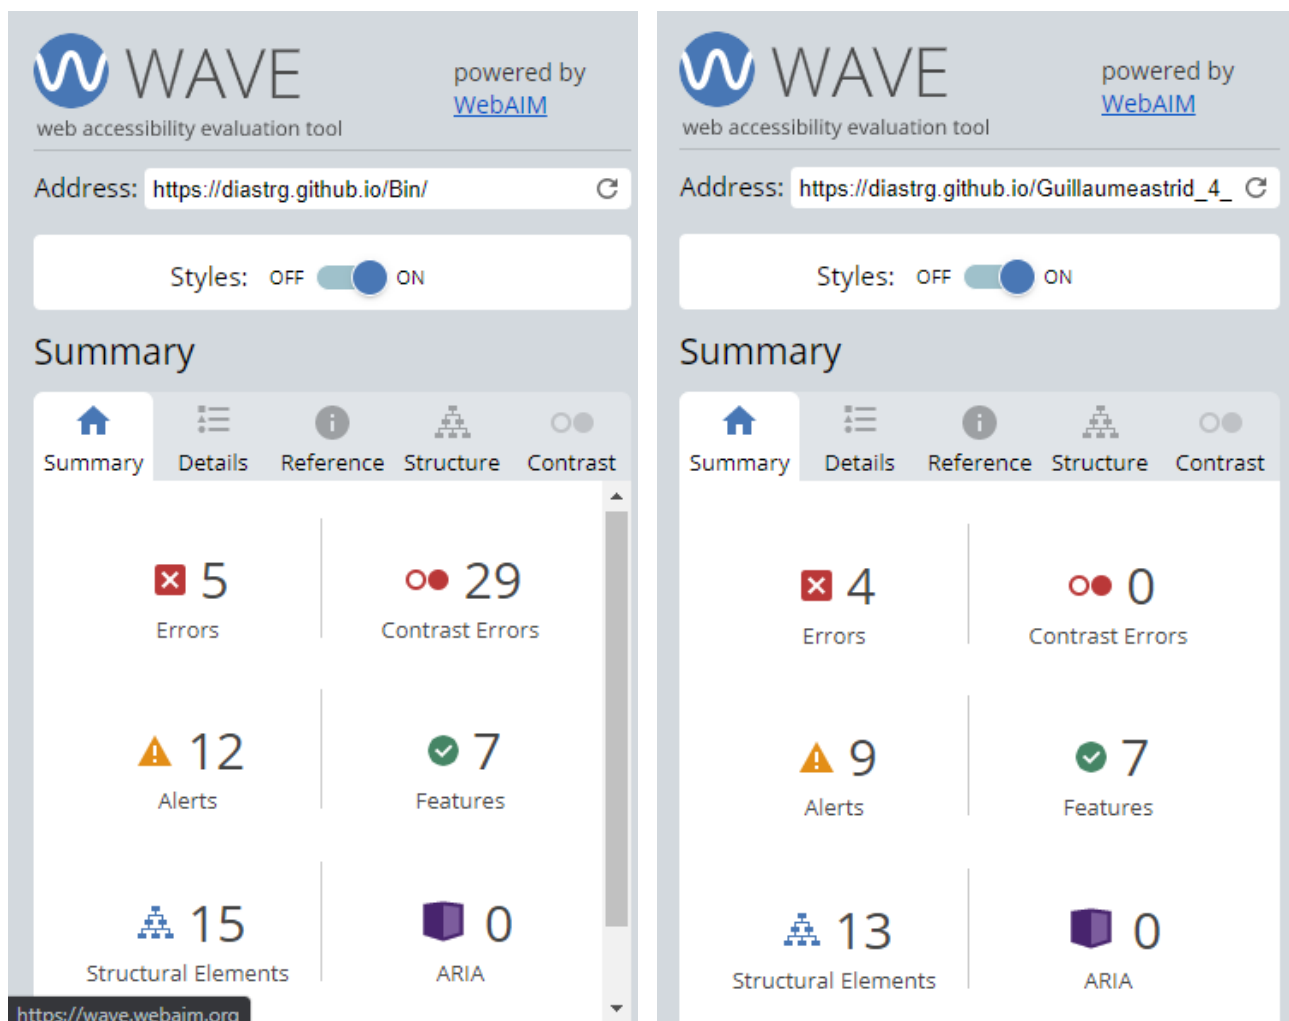 WAVE
powered by
WebAIM
web accessibility evaluation tool
Address: https://diastrg.github.io/Bin/
Styles: OFF ON
Summary
Summary Details Reference Structure Contrast
5 29
Errors Contrast Errors
12 7
Alerts Features
15 0
Structural Elements ARIA
https://wave.webaim.org
WAVE
powered by
WebAIM
web accessibility evaluation tool
Address: https://diastrg.github.io/Guillaumeastrid_4_
Styles: OFF ON
Summary
Summary Details Reference Structure Contrast
4 0
Errors Contrast Errors
9 7
Alerts Features
13 0
Structural Elements ARIA